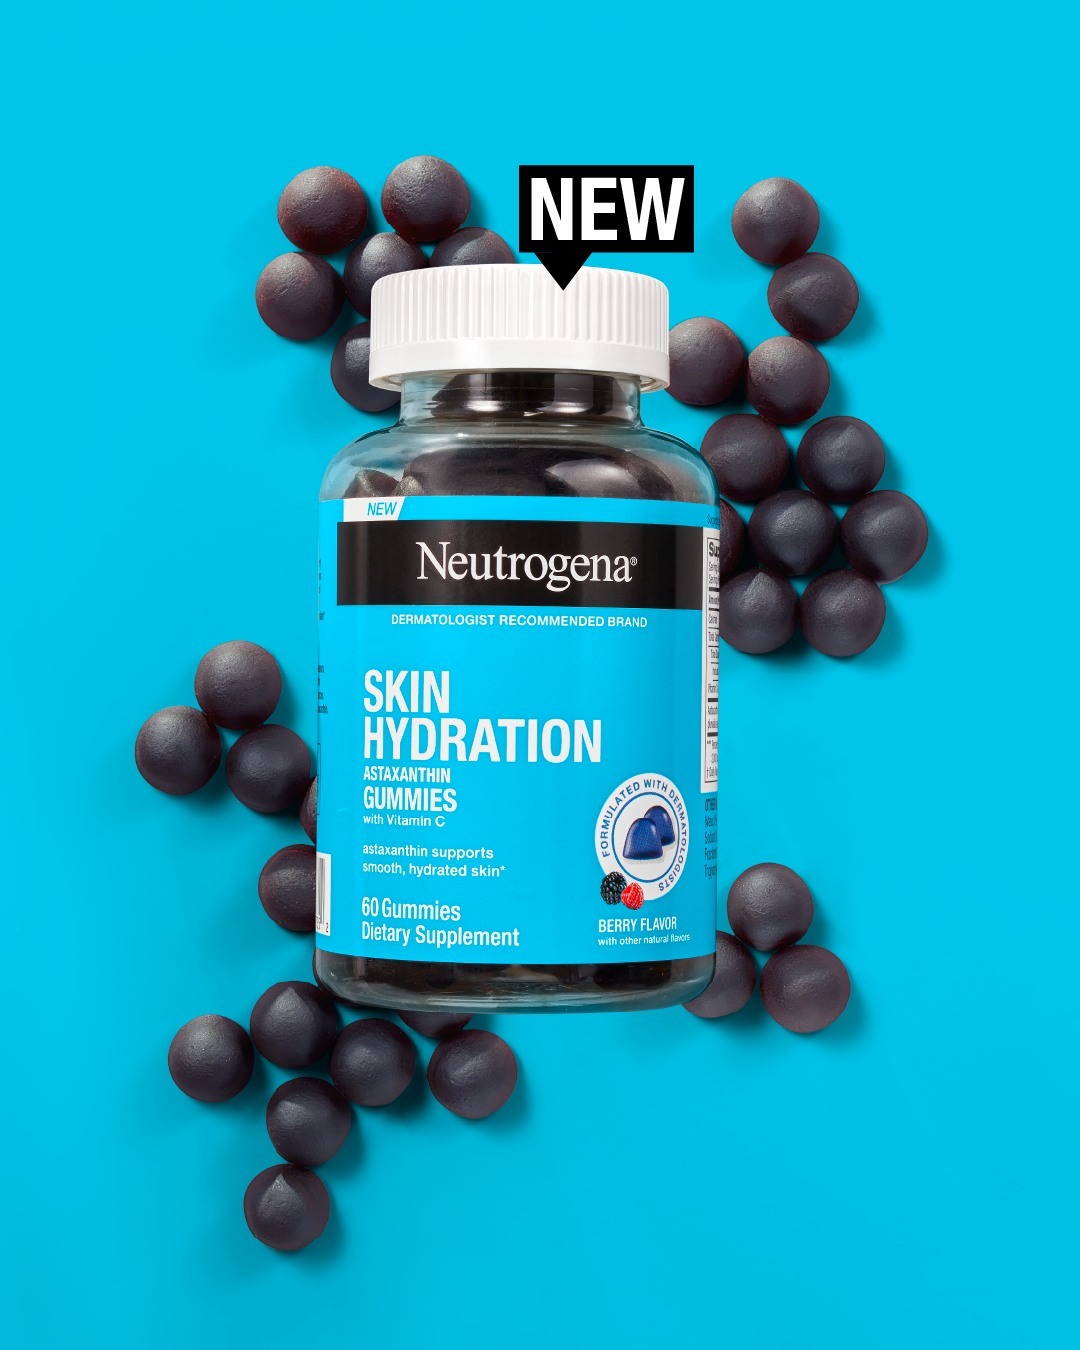 NEW
NEW
Neutrogena®
DERMATOLOGIST RECOMMENDED BRAND
SKIN
HYDRATION
ASTAXANTHIN
GUMMIES
with Vitamin C
astaxanthin supports
smooth, hydrated skin*
60 Gummies
Dietary Supplement
FORMULATED WITH DERMATOLOGISTS
BERRY FLAVOR
with other natural flavors